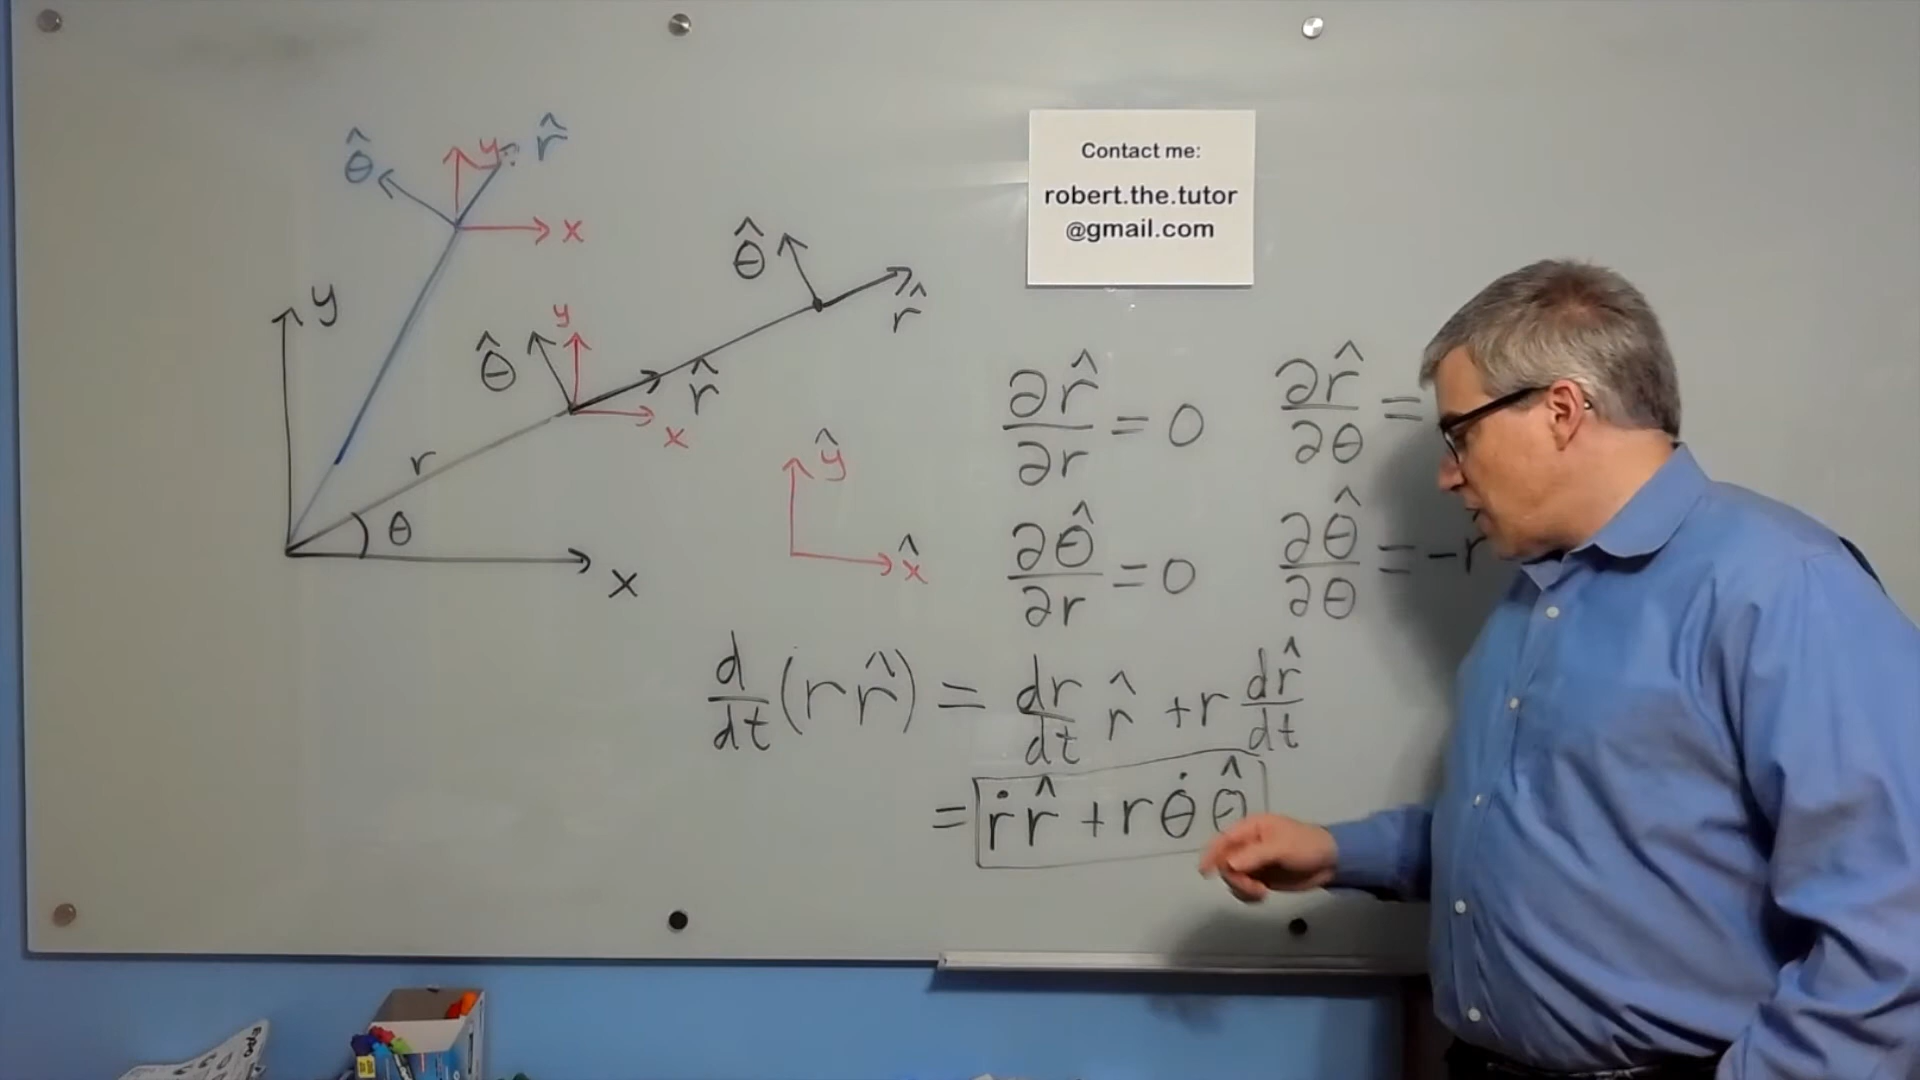 θ̂
y
r̂
x
y
θ̂
r̂
y
θ̂
r̂
x
r
θ
x
ŷ
x̂
Contact me:
robert.the.tutor
@gmail.com
∂r̂/∂r = 0
∂r̂/∂θ =
∂θ̂/∂r = 0
∂θ̂/∂θ = -r
d/dt (r r̂) = dr/dt r̂ + r dr̂/dt
= ṙ r̂ + r θ̇ θ̂